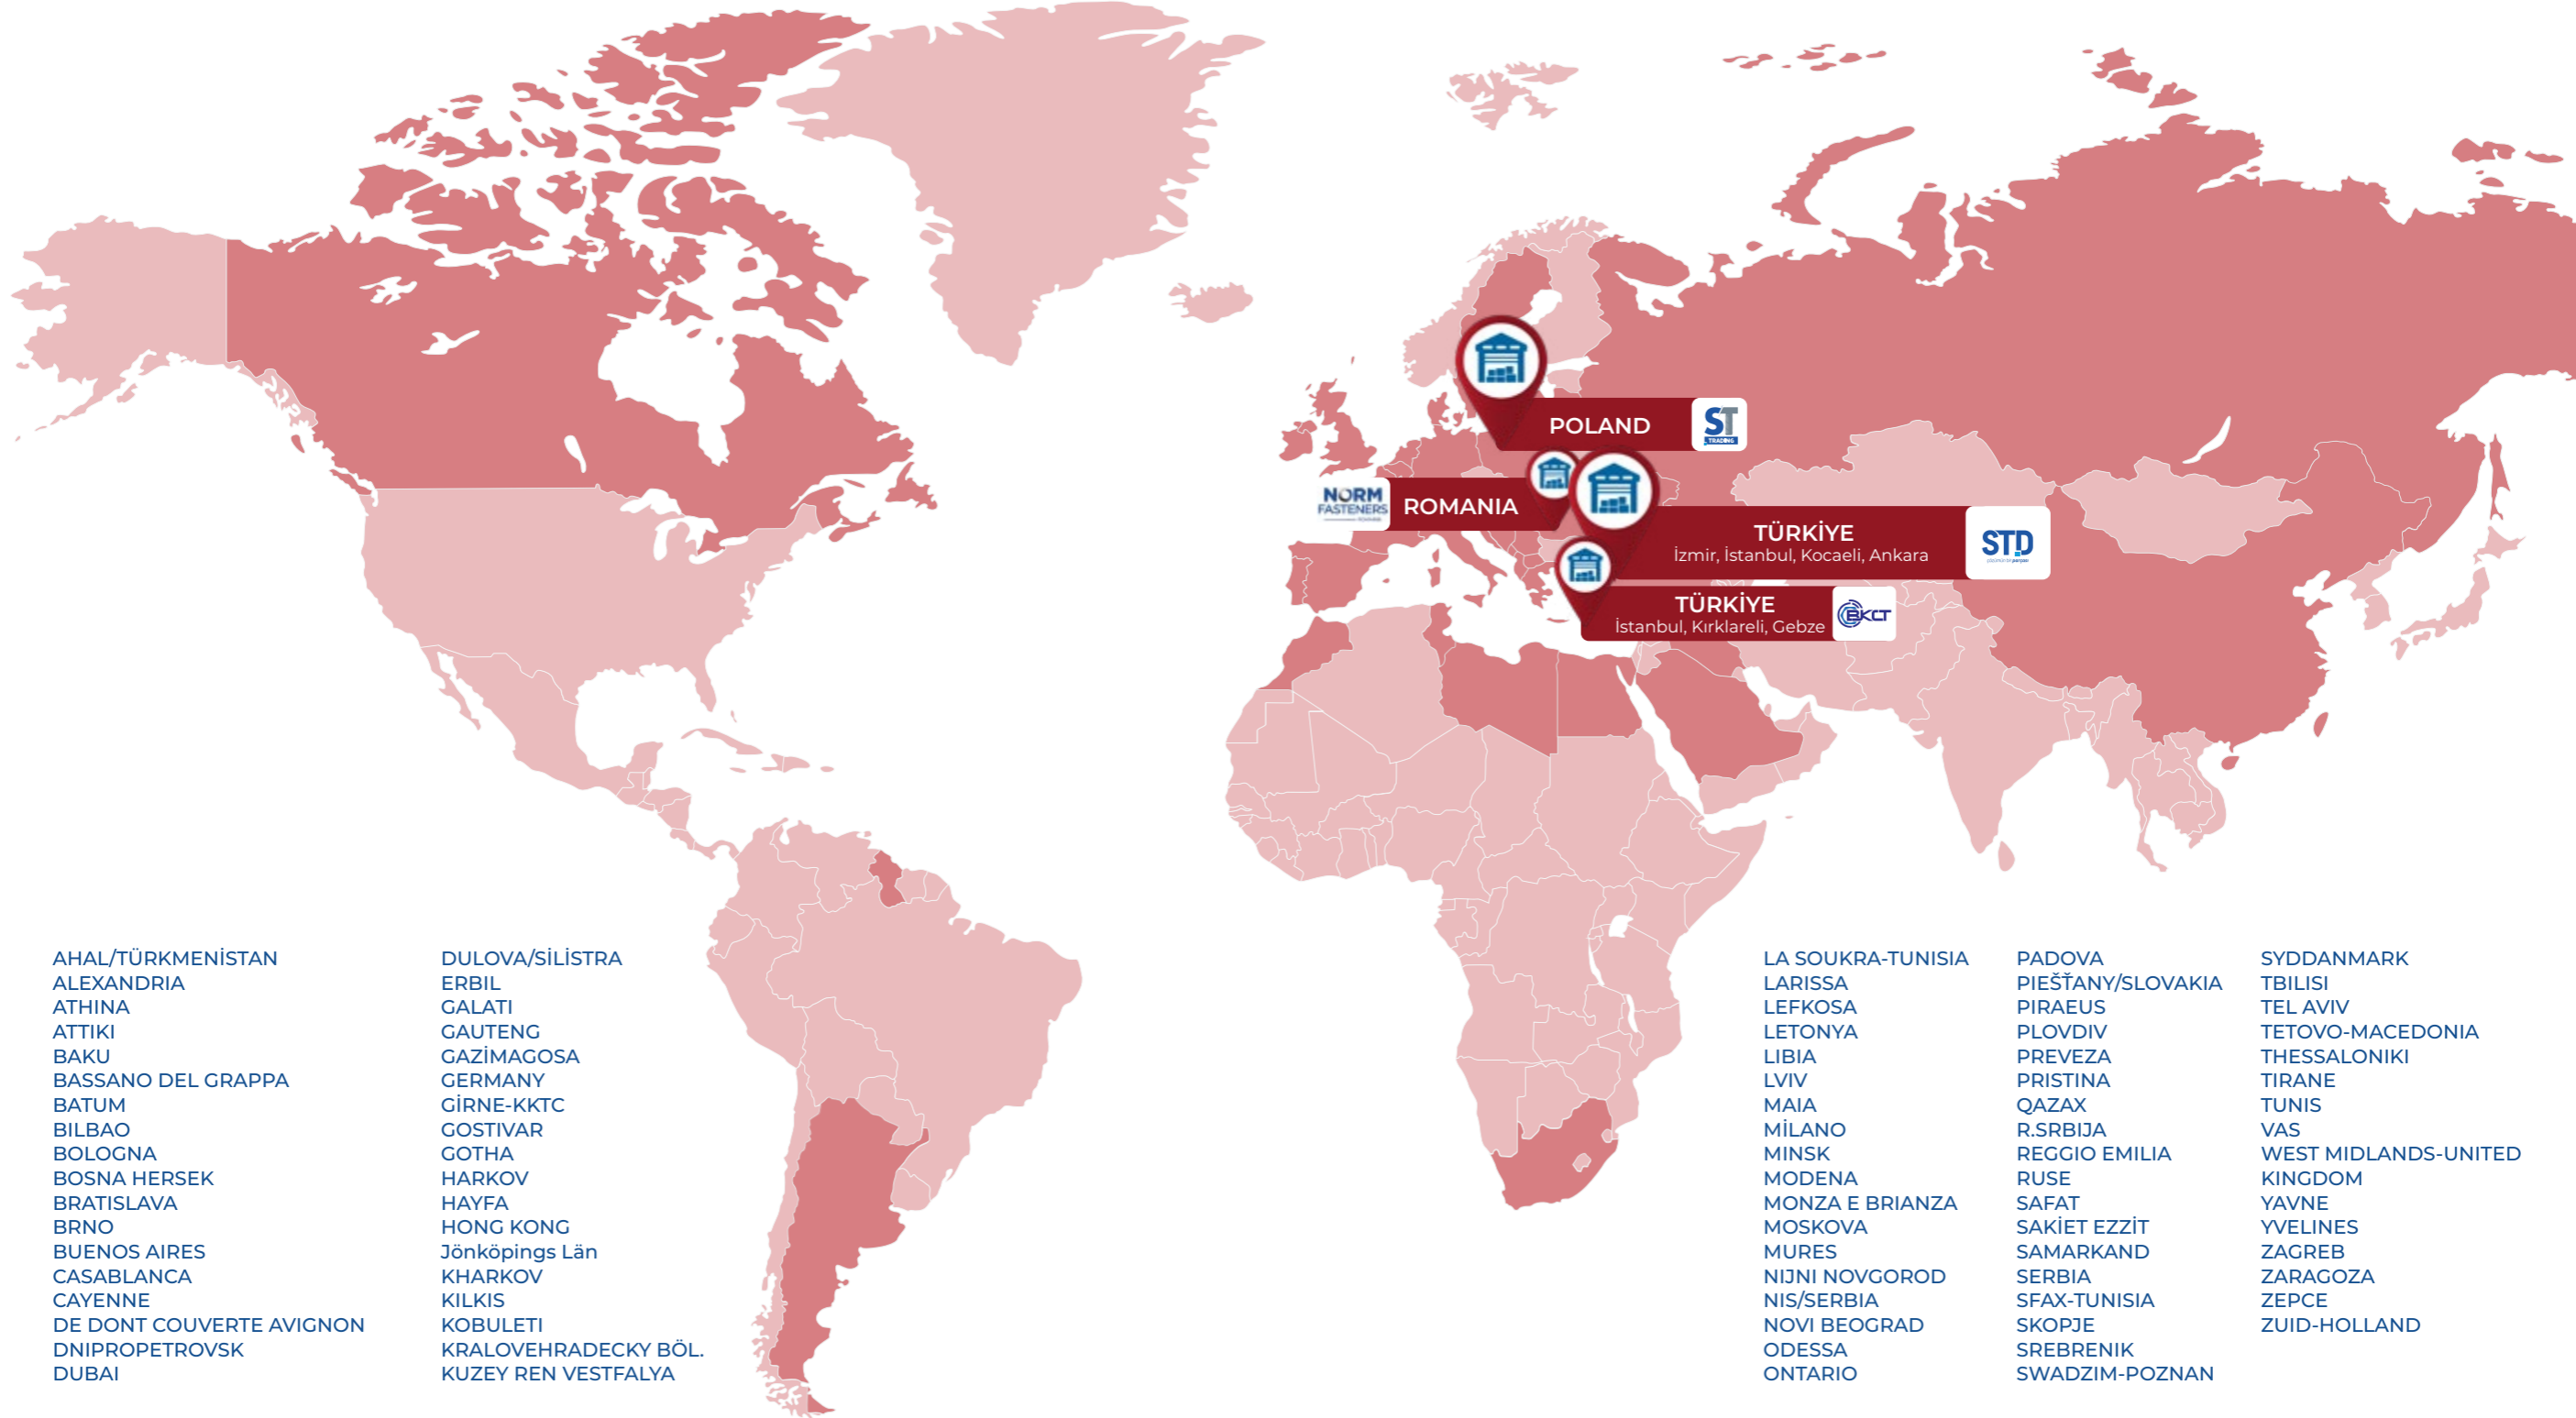 POLAND
ST
TRADING
NORM
FASTENERS
ROMANIA
TÜRKİYE
İzmir, İstanbul, Kocaeli, Ankara
STD
TÜRKİYE
İstanbul, Kırklareli, Gebze
BKCT
AHAL/TÜRKMENİSTAN
ALEXANDRIA
ATHINA
ATTIKI
BAKU
BASSANO DEL GRAPPA
BATUM
BILBAO
BOLOGNA
BOSNA HERSEK
BRATISLAVA
BRNO
BUENOS AIRES
CASABLANCA
CAYENNE
DE DONT COUVERTE AVIGNON
DNIPROPETROVSK
DUBAI
DULOVA/SİLİSTRA
ERBIL
GALATI
GAUTENG
GAZİMAGOSA
GERMANY
GİRNE-KKTC
GOSTIVAR
GOTHA
HARKOV
HAYFA
HONG KONG
Jönköpings Län
KHARKOV
KILKIS
KOBULETI
KRALOVEHRADECKY BÖL.
KUZEY REN VESTFALYA
LA SOUKRA-TUNISIA
LARISSA
LEFKOSA
LETONYA
LIBIA
LVIV
MAIA
MİLANO
MINSK
MODENA
MONZA E BRIANZA
MOSKOVA
MURES
NIJNI NOVGOROD
NIS/SERBIA
NOVI BEOGRAD
ODESSA
ONTARIO
PADOVA
PIEŠŤANY/SLOVAKIA
PIRAEUS
PLOVDIV
PREVEZA
PRISTINA
QAZAX
R.SRBIJA
REGGIO EMILIA
RUSE
SAFAT
SAKİET EZZİT
SAMARKAND
SERBIA
SFAX-TUNISIA
SKOPJE
SREBRENIK
SWADZIM-POZNAN
SYDDANMARK
TBILISI
TEL AVIV
TETOVO-MACEDONIA
THESSALONIKI
TIRANE
TUNIS
VAS
WEST MIDLANDS-UNITED
KINGDOM
YAVNE
YVELINES
ZAGREB
ZARAGOZA
ZEPCE
ZUID-HOLLAND